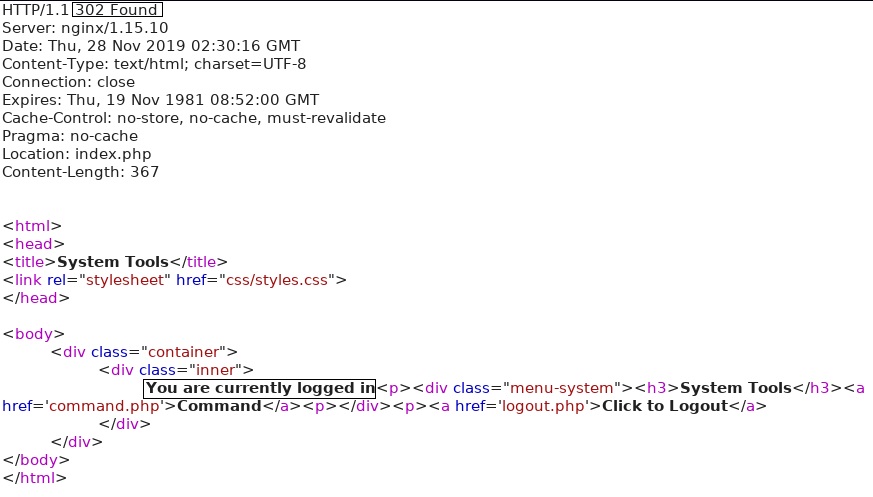 HTTP/1.1 302 Found
Server: nginx/1.15.10
Date: Thu, 28 Nov 2019 02:30:16 GMT
Content-Type: text/html; charset=UTF-8
Connection: close
Expires: Thu, 19 Nov 1981 08:52:00 GMT
Cache-Control: no-store, no-cache, must-revalidate
Pragma: no-cache
Location: index.php
Content-Length: 367
<html>
<head>
<title>System Tools</title>
<link rel="stylesheet" href="css/styles.css">
</head>
<body>
<div class="container">
<div class="inner">
You are currently logged in<p><div class="menu-system"><h3>System Tools</h3><a
href='command.php'>Command</a><p></div><p><a href='logout.php'>Click to Logout</a>
</div>
</div>
</body>
</html>